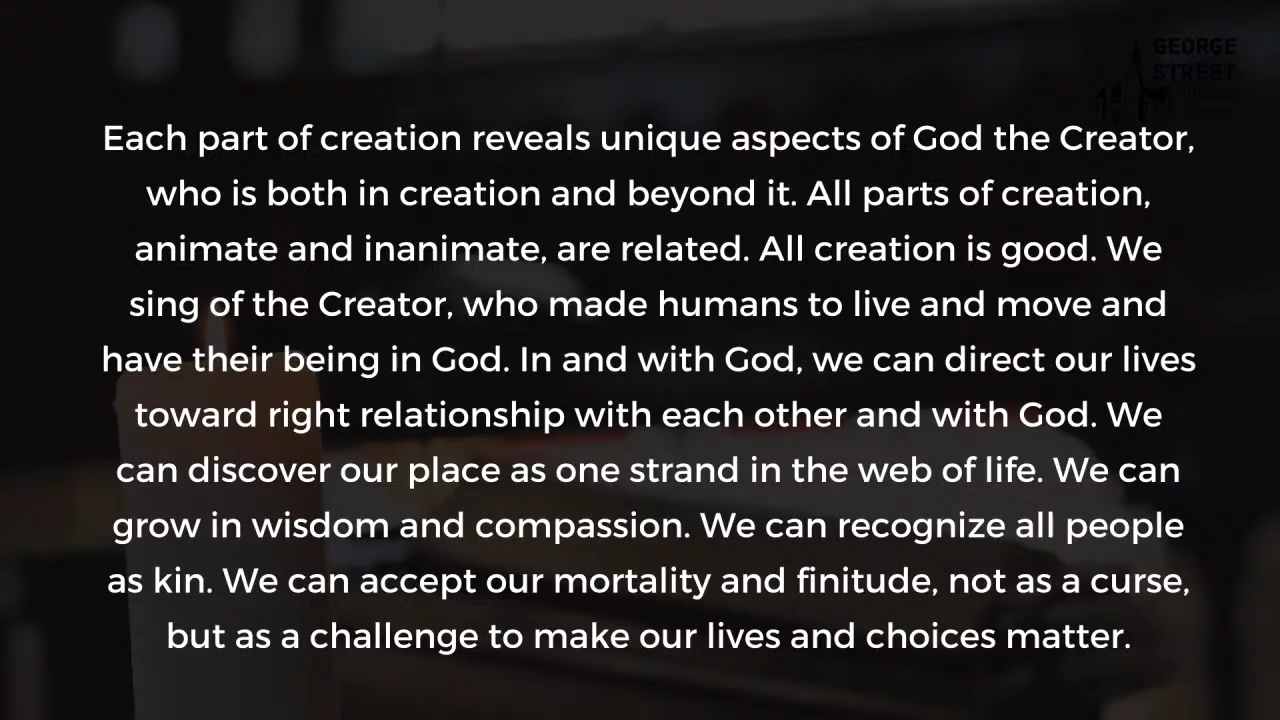 GEORGE
STREET
Each part of creation reveals unique aspects of God the Creator,
who is both in creation and beyond it. All parts of creation,
animate and inanimate, are related. All creation is good. We
sing of the Creator, who made humans to live and move and
have their being in God. In and with God, we can direct our lives
toward right relationship with each other and with God. We
can discover our place as one strand in the web of life. We can
grow in wisdom and compassion. We can recognize all people
as kin. We can accept our mortality and finitude, not as a curse,
but as a challenge to make our lives and choices matter.